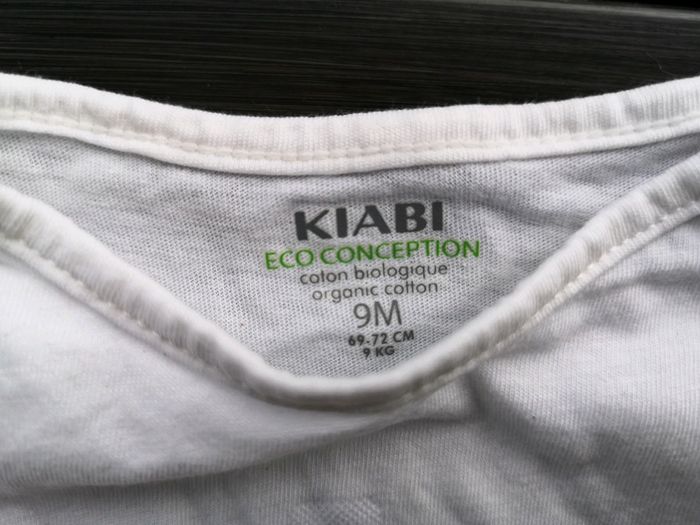 KIABI
ECO CONCEPTION
coton biologique
organic cotton
9M
69-72 CM
9 KG